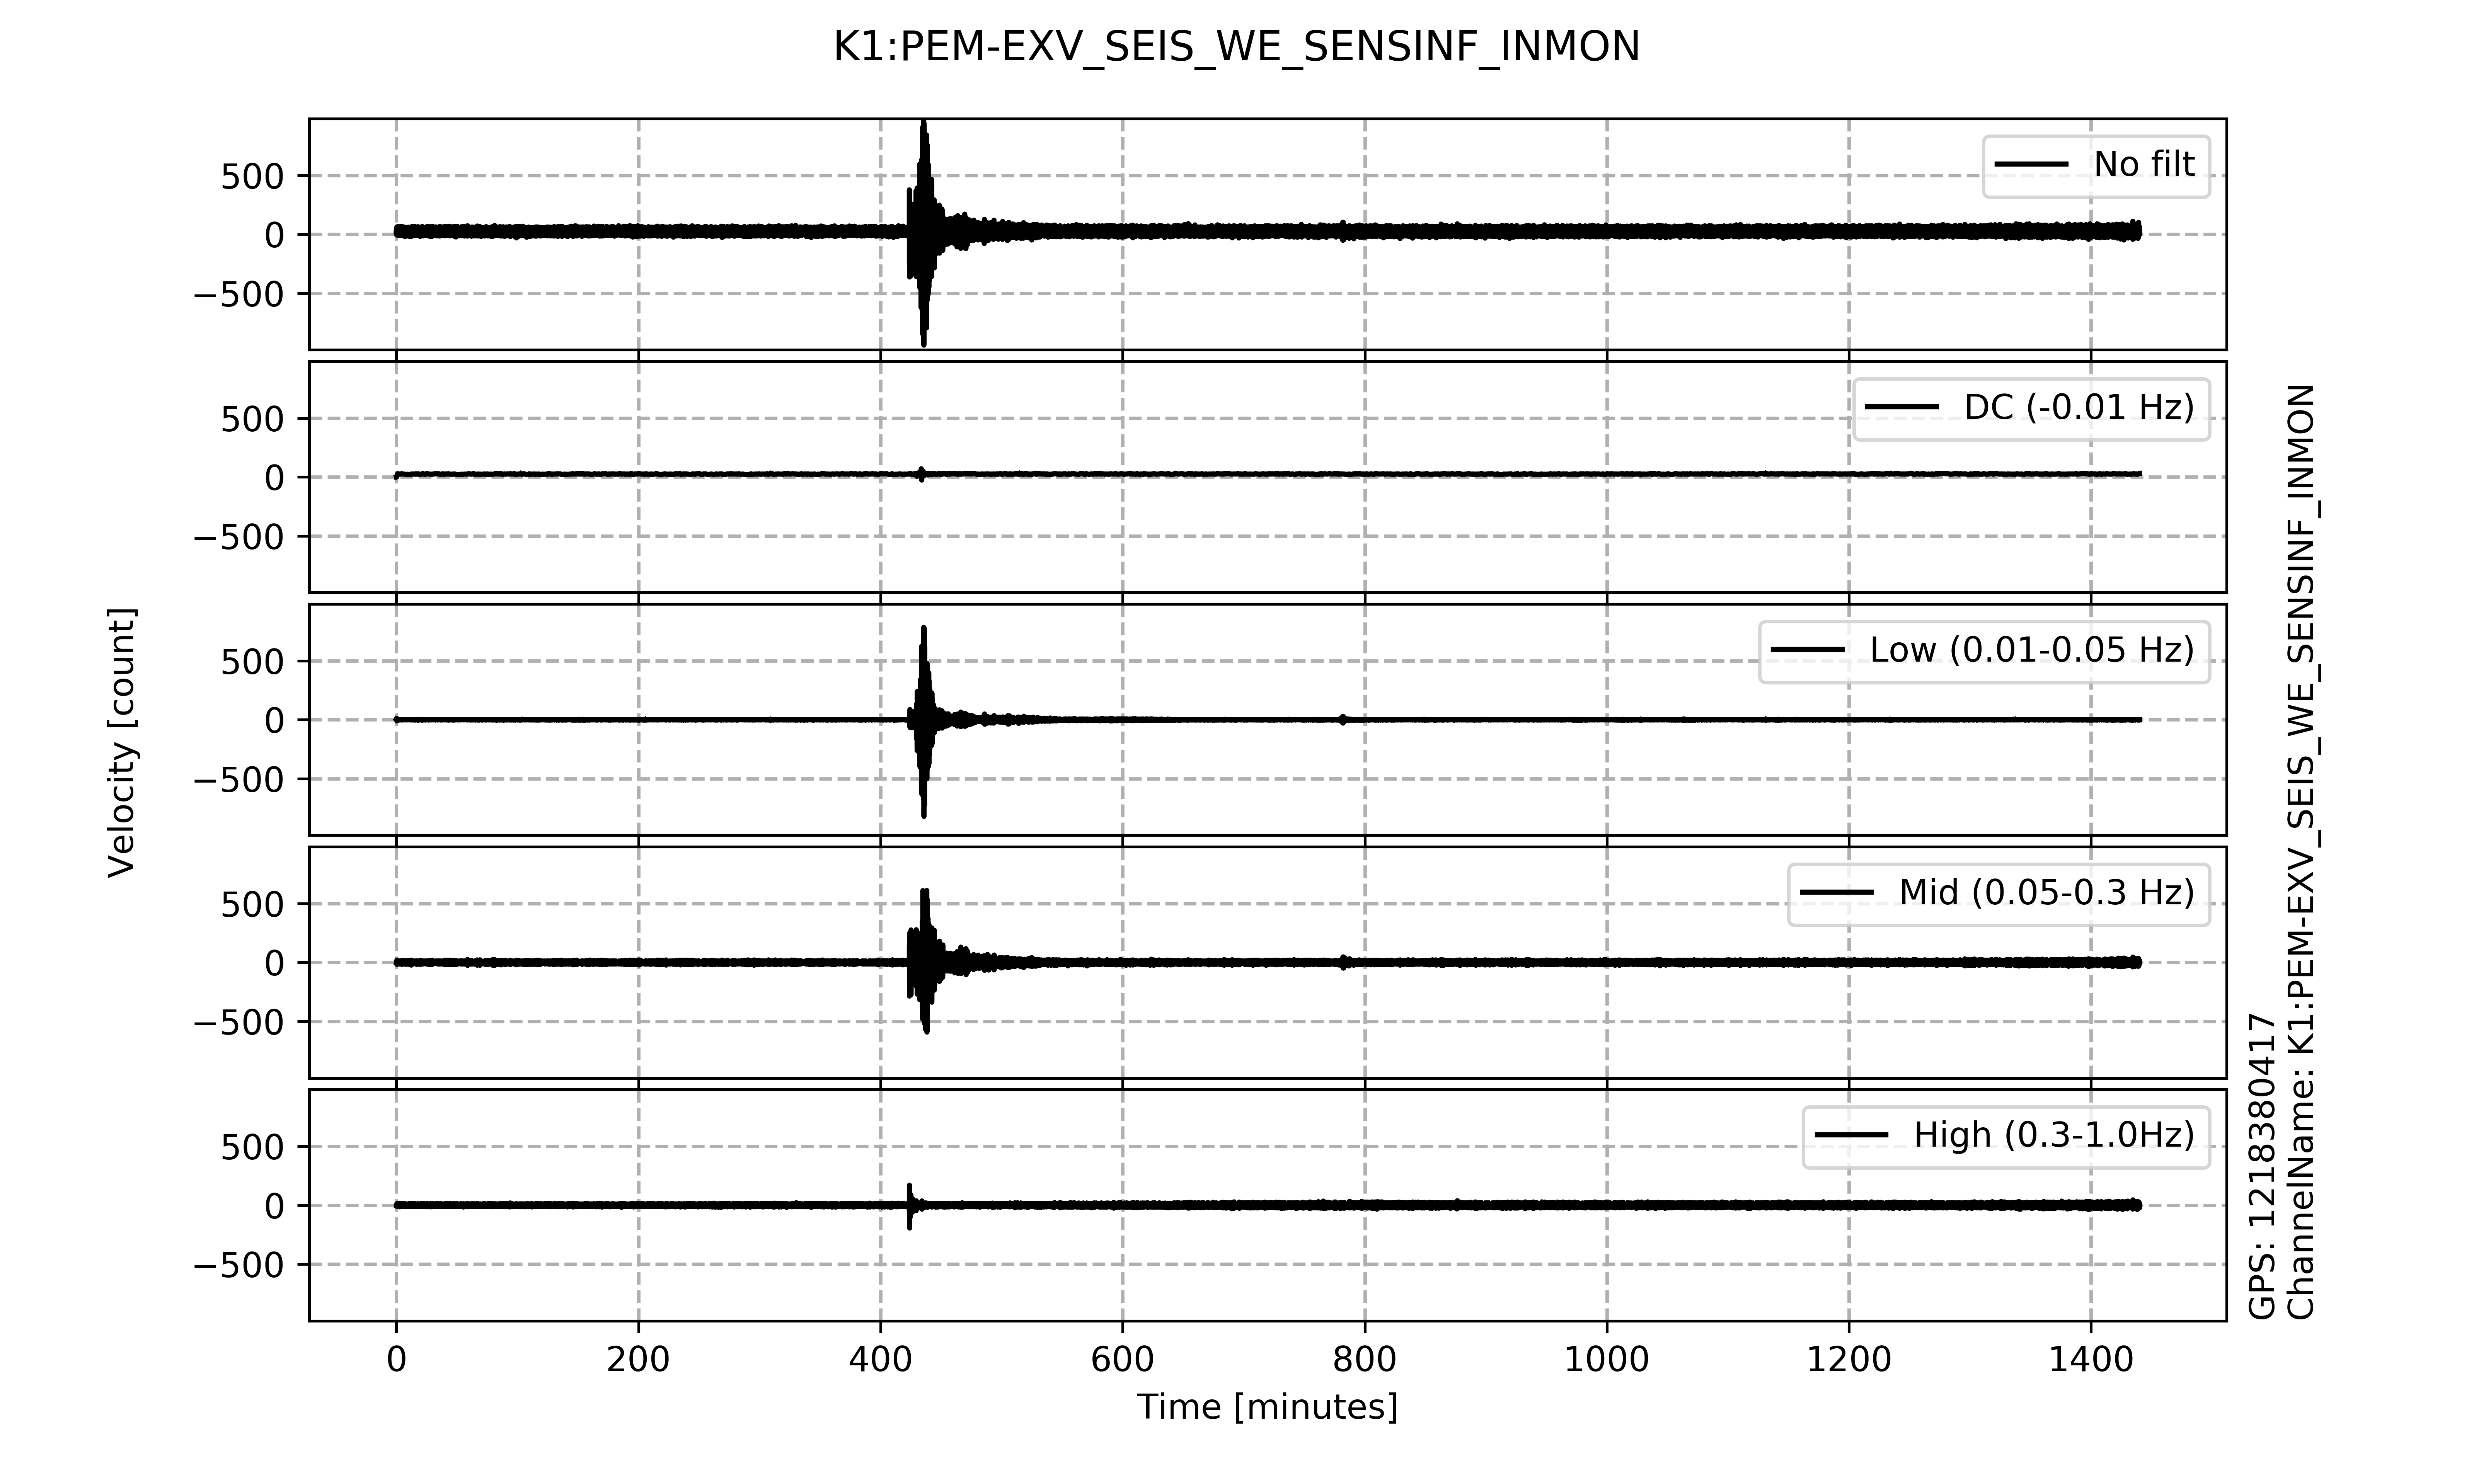 K1:PEM-EXV_SEIS_WE_SENSINF_INMON
500
0
−500
No filt
500
0
−500
DC (-0.01 Hz)
Velocity [count]
500
0
−500
Low (0.01-0.05 Hz)
500
0
−500
Mid (0.05-0.3 Hz)
500
0
−500
High (0.3-1.0Hz)
0 200 400 600 800 1000 1200 1400
Time [minutes]
GPS: 1218380417
ChannelName: K1:PEM-EXV_SEIS_WE_SENSINF_INMON